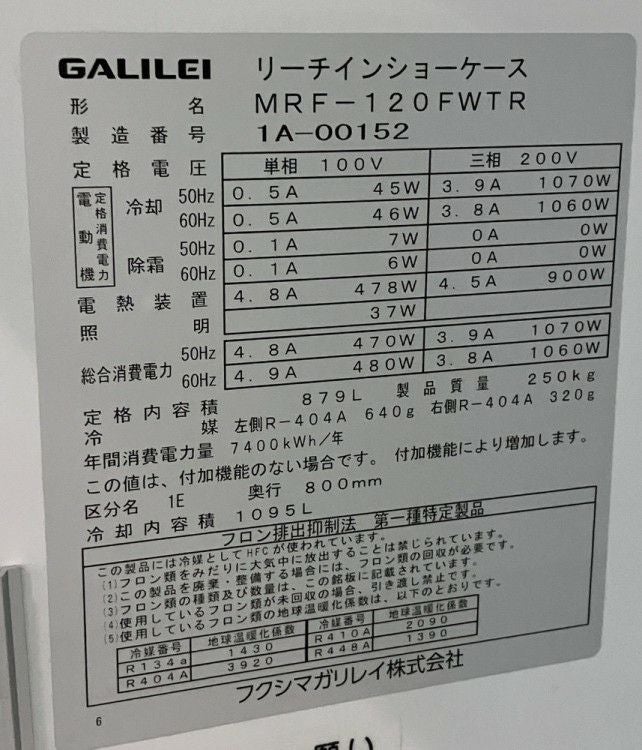 GALILEI リーチインショーケース
形 名 MRF-120FWTR
製造番号 1A-00152
定格電圧 単相 100V 三相 200V
電動機 定格消費電力 冷却 50Hz 0.5A 45W 3.9A 1070W
60Hz 0.5A 46W 3.8A 1060W
除霜 50Hz 0.1A 7W 0A 0W
60Hz 0.1A 6W 0A 0W
電熱装置 4.8A 478W 4.5A 900W
照明 37W
総合消費電力 50Hz 4.8A 470W 3.9A 1070W
60Hz 4.9A 480W 3.8A 1060W
定格内容積 879L 製品質量 250kg
冷媒 左側R-404A 640g 右側R-404A 320g
年間消費電力量 7400kWh/年
この値は、付加機能のない場合です。付加機能により増加します。
区分名 1E 奥行 800mm
冷却内容積 1095L
フロン排出抑制法 第一種特定製品
この製品には冷媒としてHFCが使われています。
(1)フロン類をみだりに大気中に放出することは禁じられています。
(2)この製品を廃棄・整備する場合には、フロン類の回収が必要です。
(3)フロン類の種類及び数量は、この銘板に記載されています。
(4)使用しているフロン類が未回収の場合、引き渡し禁止です。
(5)使用しているフロン類の地球温暖化係数は、以下のとおりです。
冷媒番号 地球温暖化係数 冷媒番号 地球温暖化係数
R134a 1430 R410A 2090
R404A 3920 R448A 1390
フクシマガリレイ株式会社
6
願い